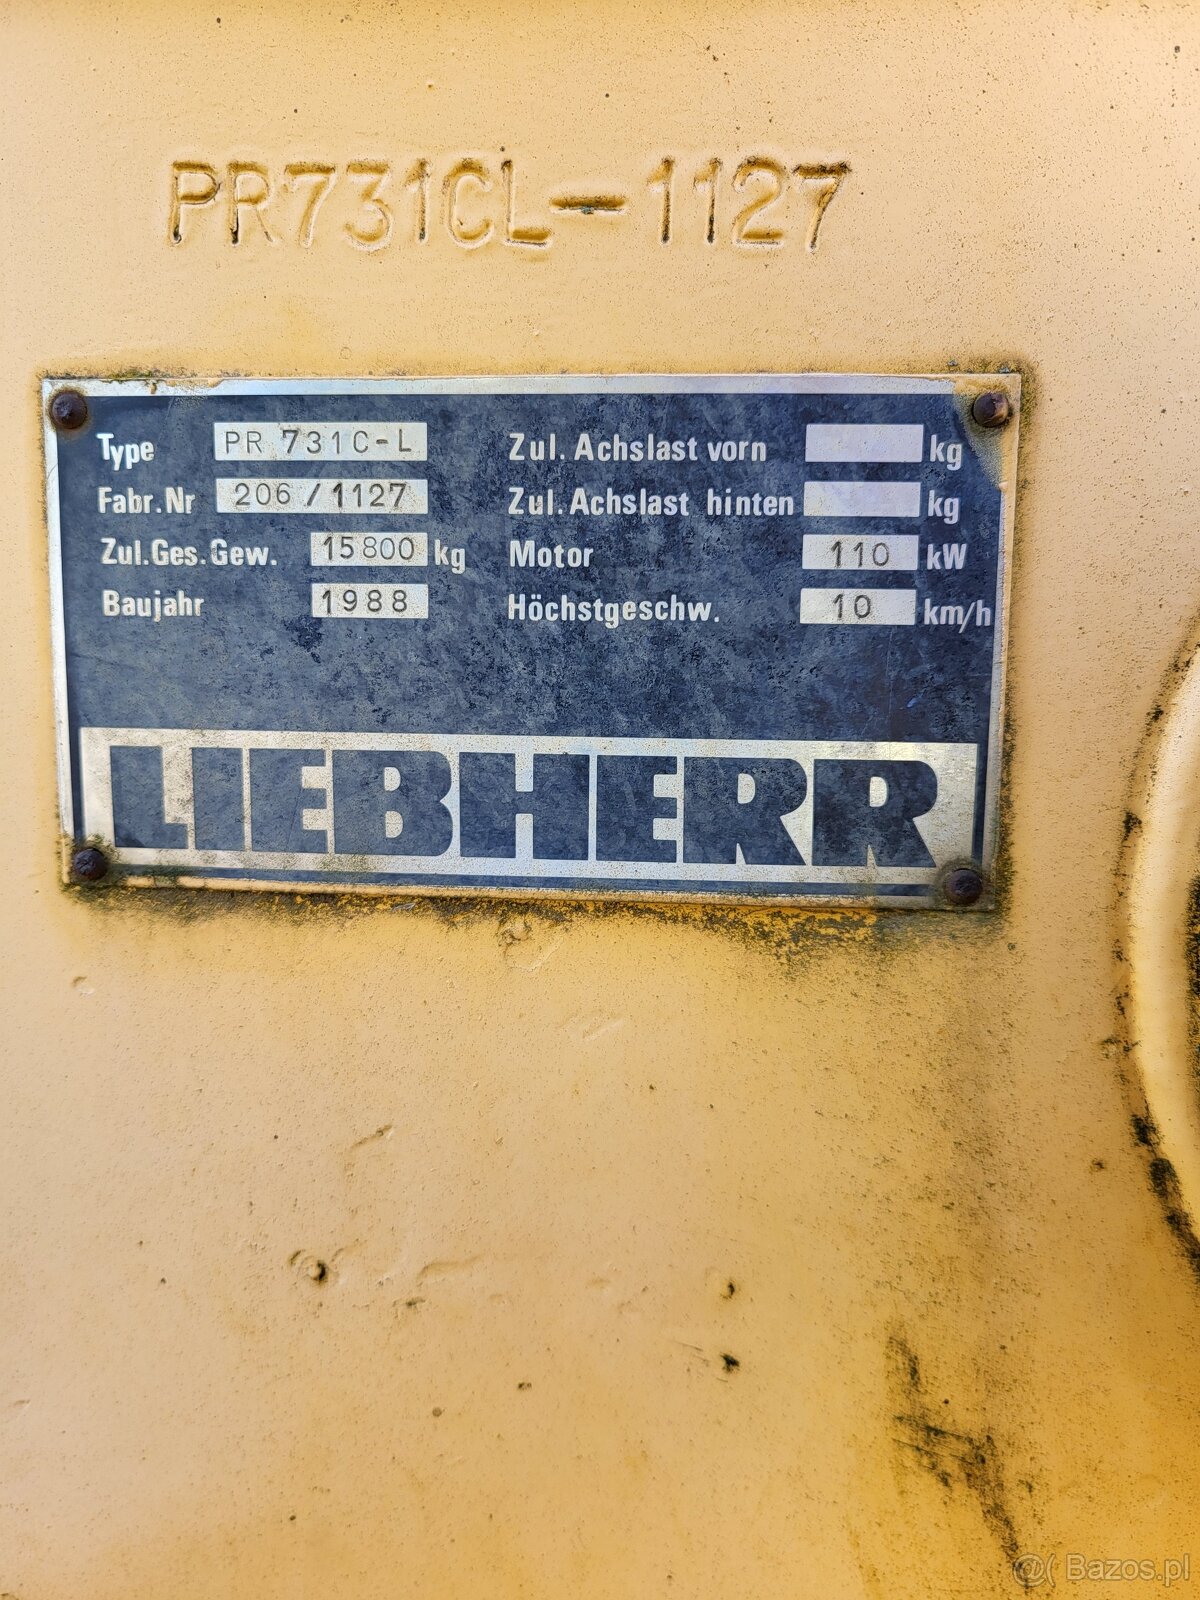 PR731CL-1127
Type PR 731C-L Zul. Achslast vorn kg
Fabr.Nr 206/1127 Zul. Achslast hinten kg
Zul.Ges.Gew. 15800 kg Motor 110 kW
Baujahr 1988 Höchstgeschw. 10 km/h
LIEBHERR
@( Bazos.pl